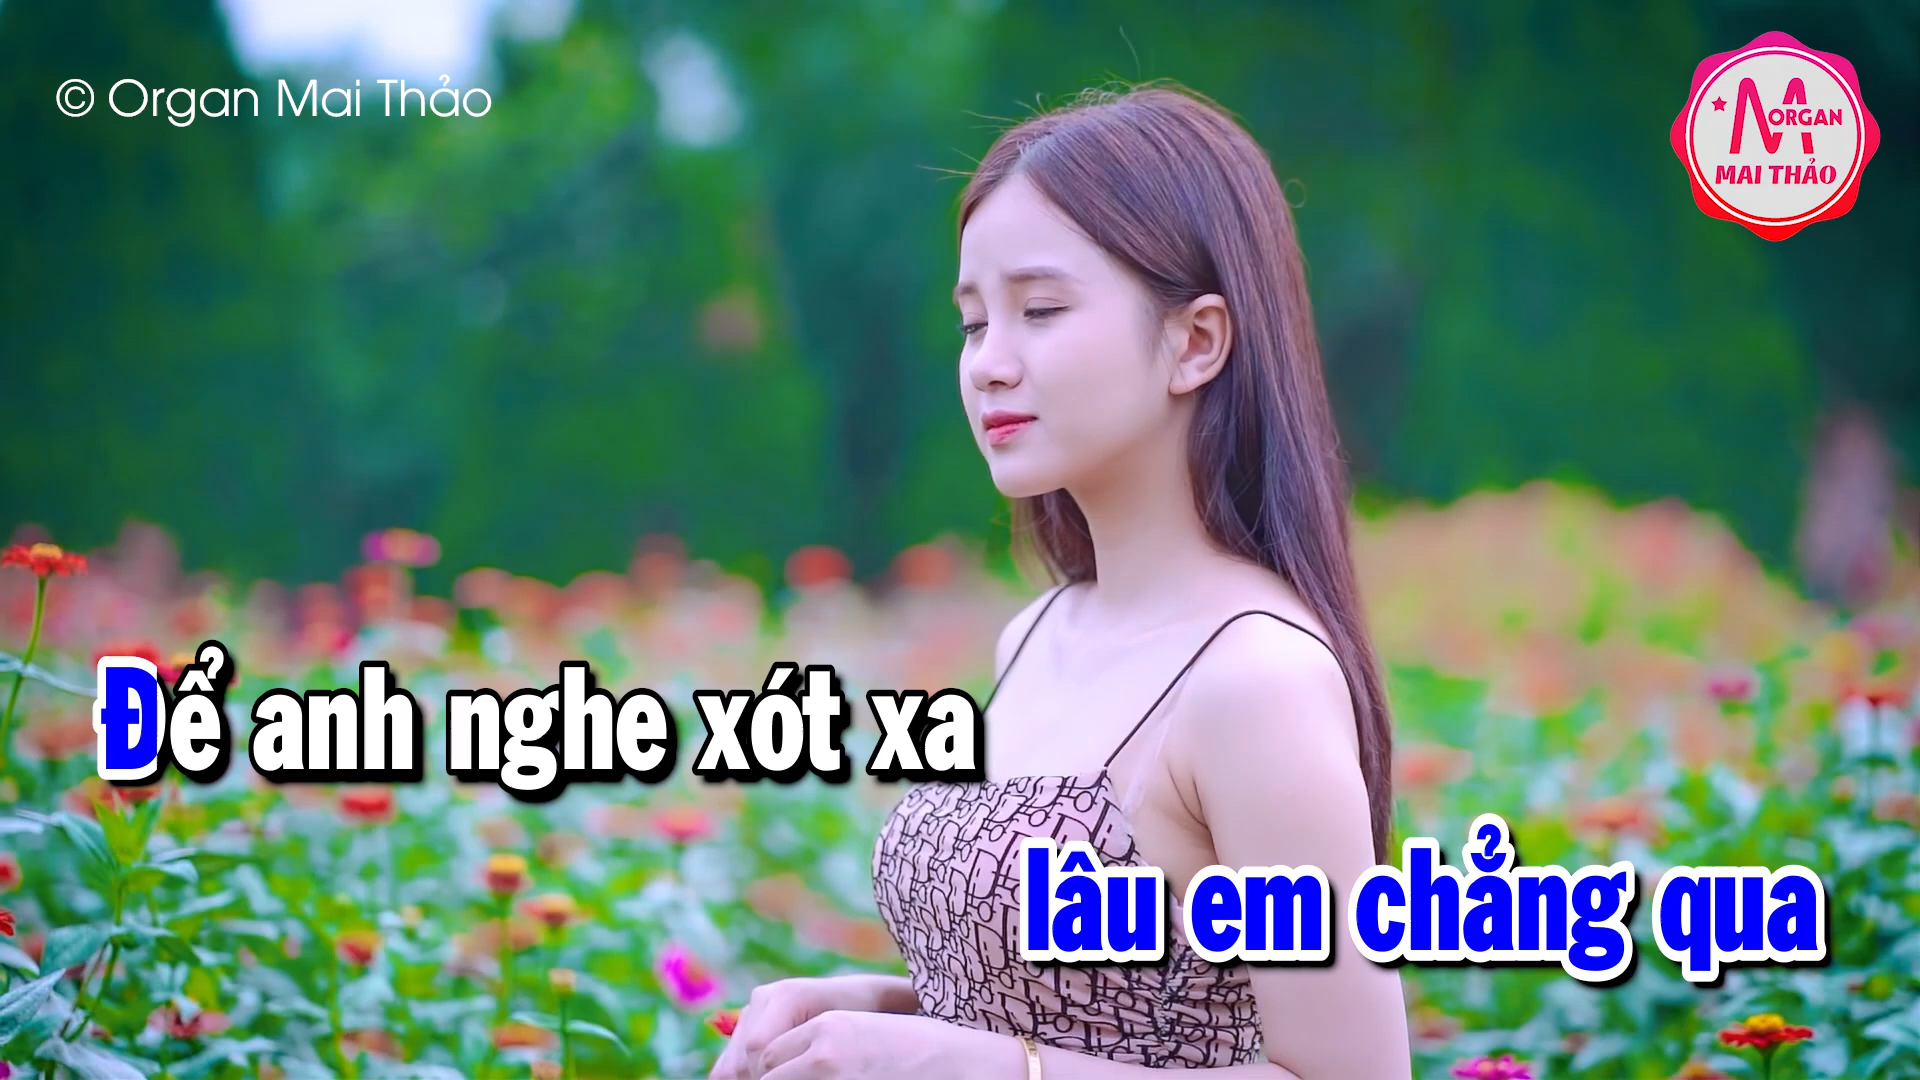 © Organ Mai Thảo
M ORGAN
MAI THẢO
Để anh nghe xót xa
lâu em chẳng qua